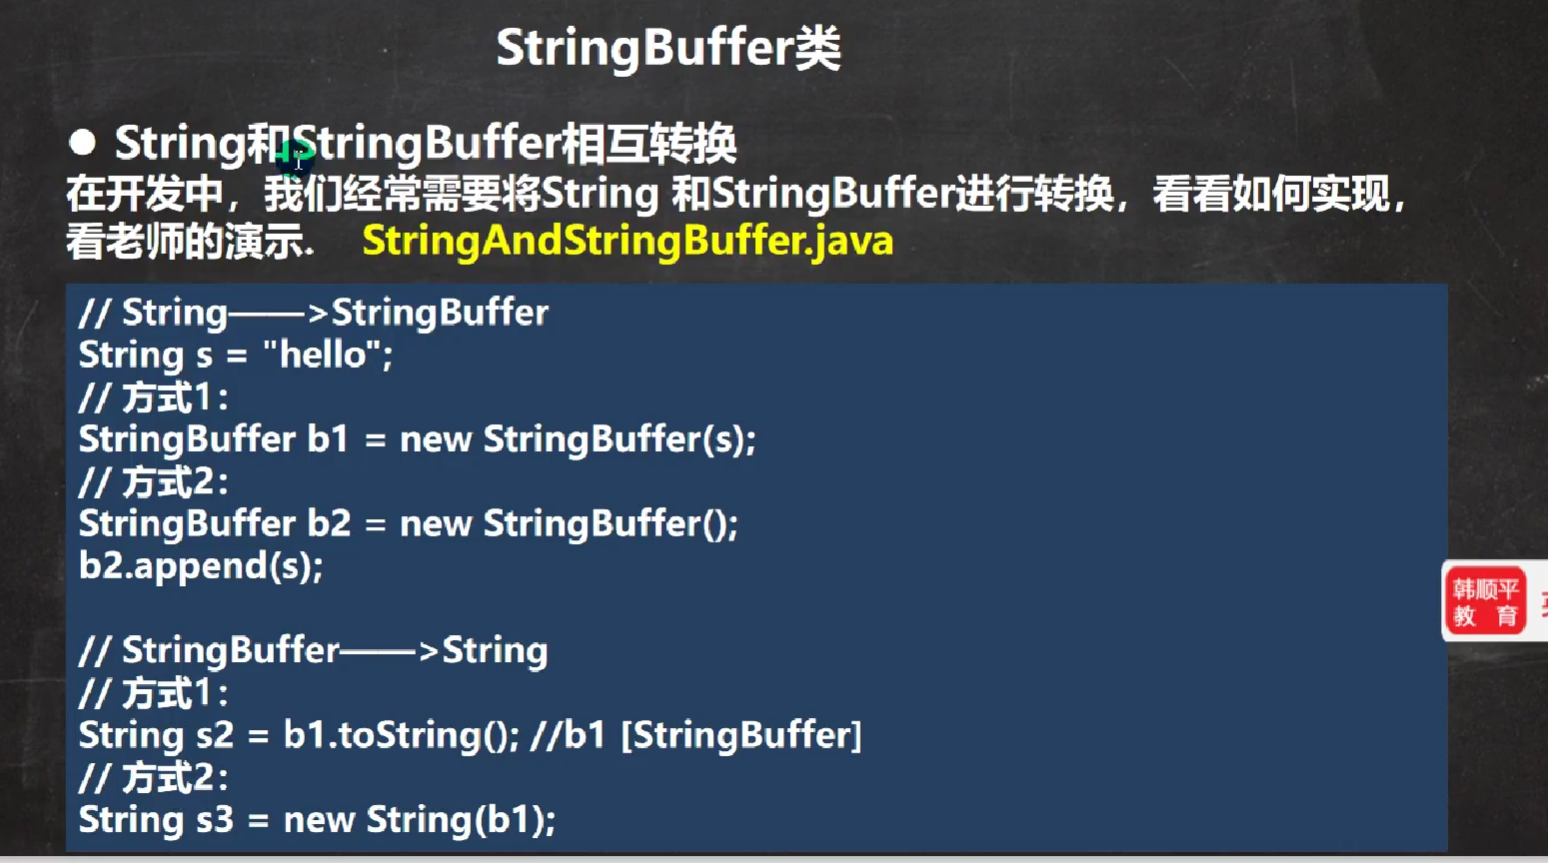 StringBuffer类
● String和StringBuffer相互转换
在开发中，我们经常需要将String 和StringBuffer进行转换，看看如何实现，
看老师的演示. StringAndStringBuffer.java
// String——>StringBuffer
String s = "hello";
// 方式1：
StringBuffer b1 = new StringBuffer(s);
// 方式2：
StringBuffer b2 = new StringBuffer();
b2.append(s);
// StringBuffer——>String
// 方式1：
String s2 = b1.toString(); //b1 [StringBuffer]
// 方式2：
String s3 = new String(b1);
韩顺平
教 育